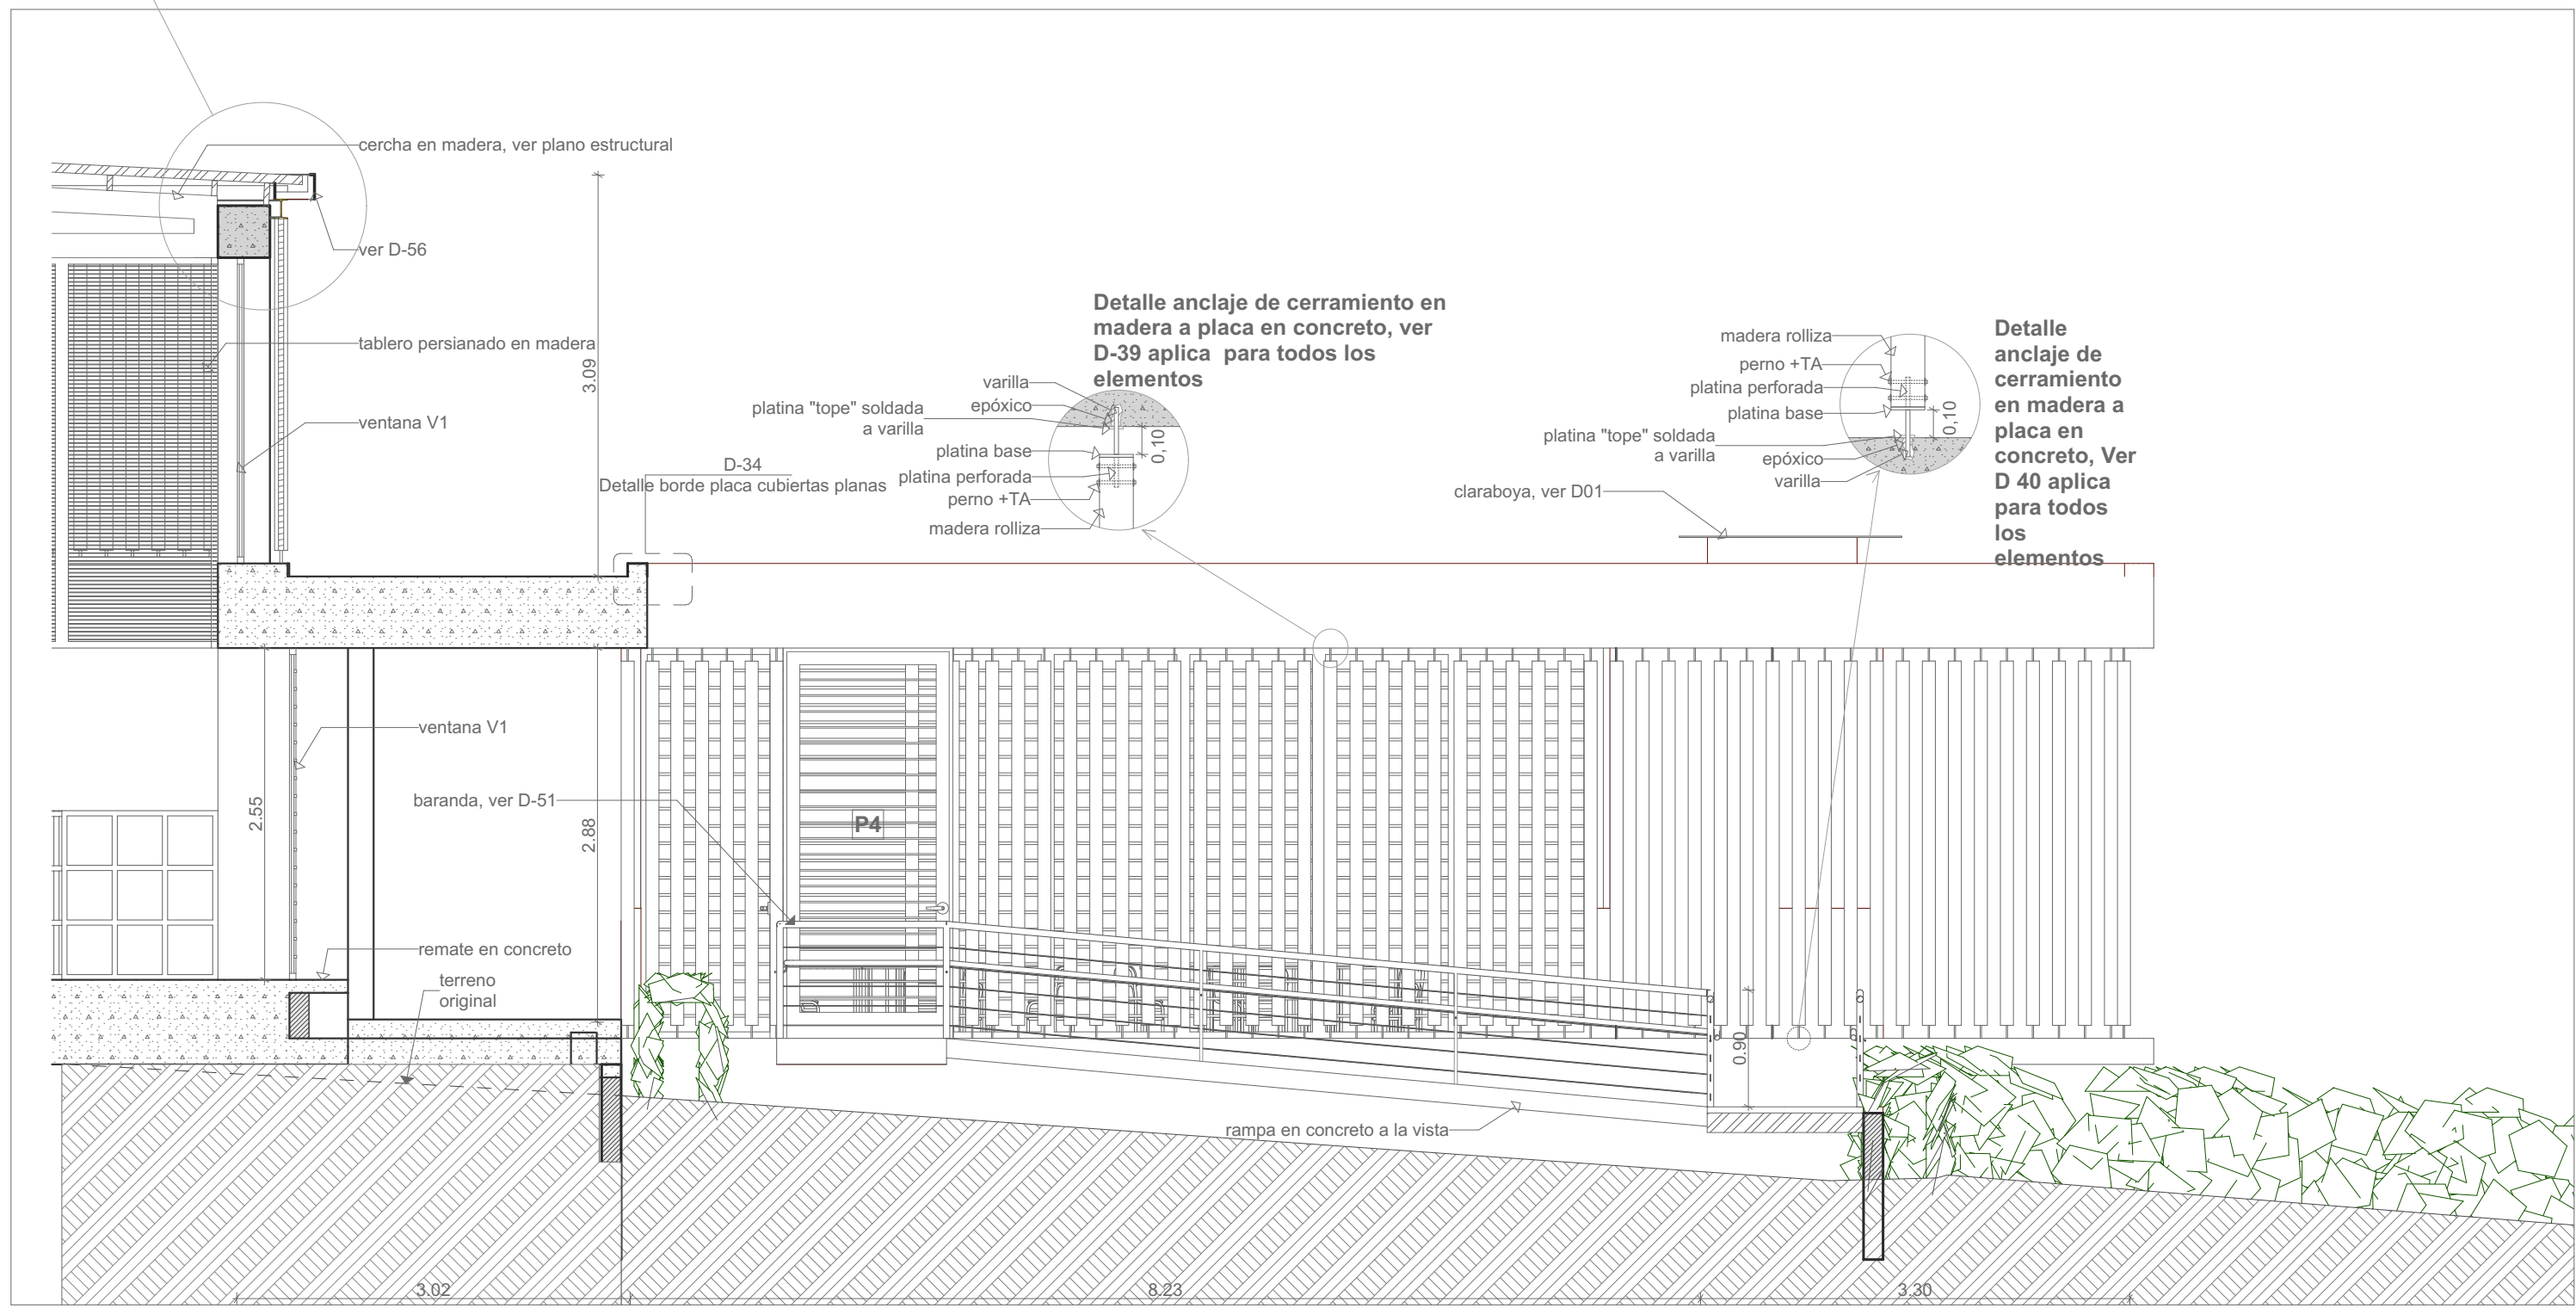 cercha en madera, ver plano estructural
ver D-56
tablero persianado en madera
3.09
ventana V1
D-34
Detalle borde placa cubiertas planas
Detalle anclaje de cerramiento en
madera a placa en concreto, ver
D-39 aplica para todos los
elementos
varilla
epóxico
platina "tope" soldada
a varilla
platina base
platina perforada
perno +TA
madera rolliza
0,10
madera rolliza
perno +TA
platina perforada
platina base
platina "tope" soldada
a varilla
epóxico
varilla
0,10
Detalle
anclaje de
cerramiento
en madera a
placa en
concreto, Ver
D 40 aplica
para todos
los
elementos
claraboya, ver D01
ventana V1
baranda, ver D-51
2.55
2.88
P4
remate en concreto
terreno
original
0.90
rampa en concreto a la vista
3.02
8.23
3.30